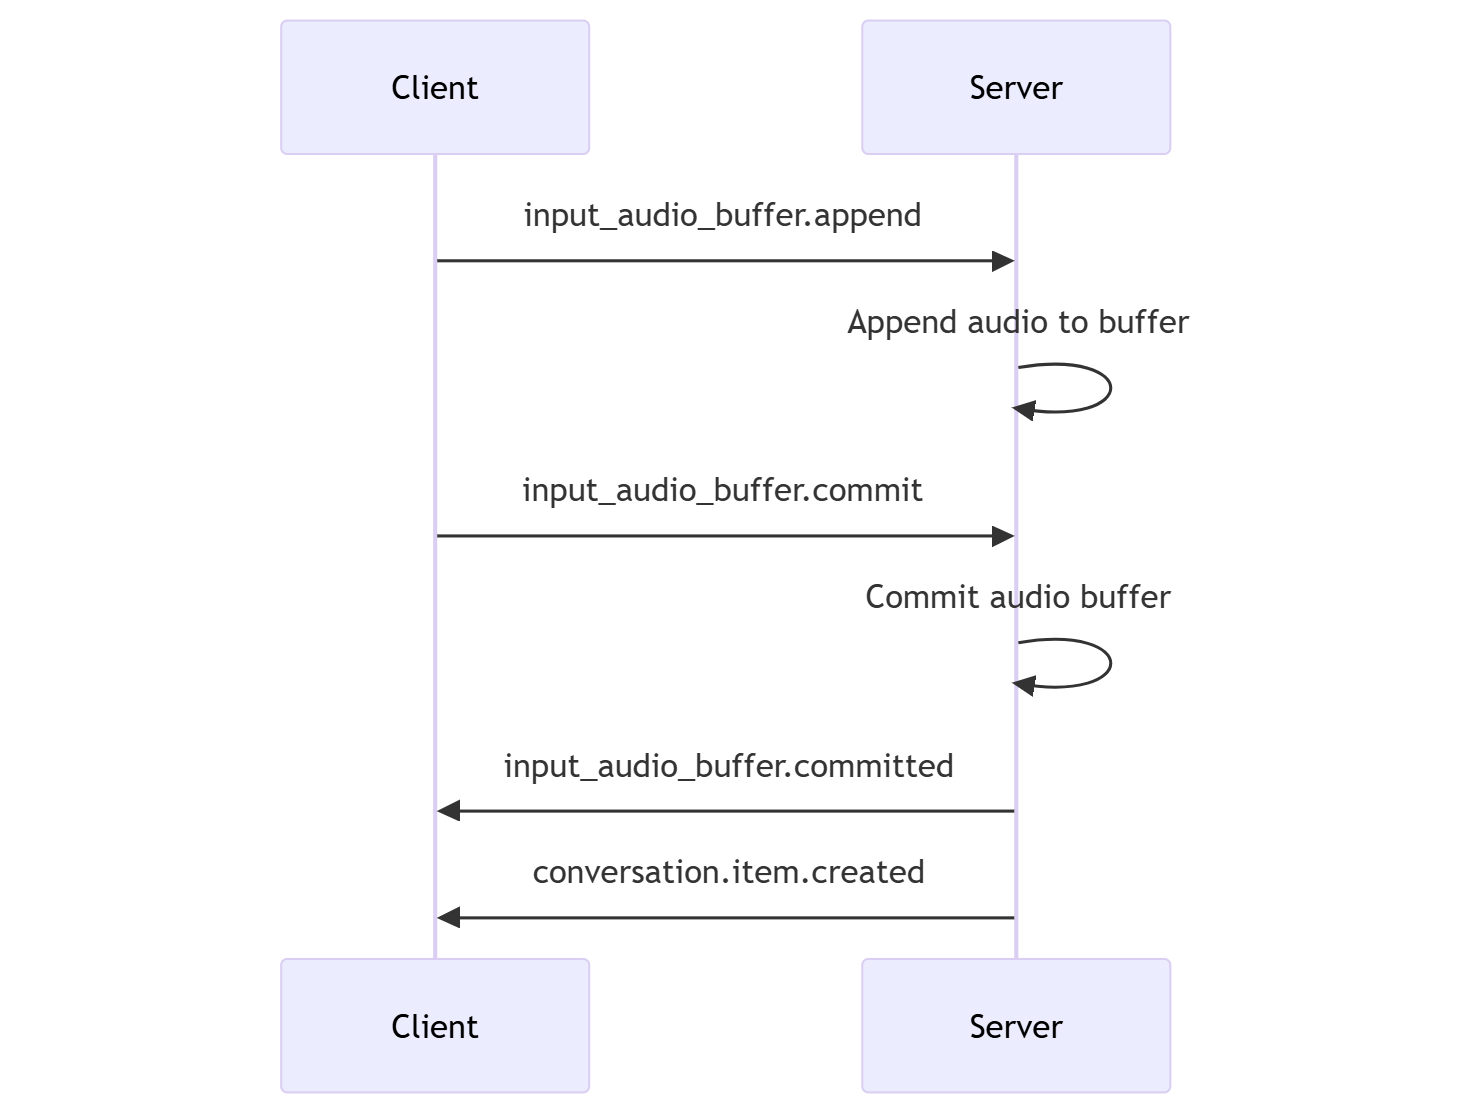 Client
Server
input_audio_buffer.append
Append audio to buffer
input_audio_buffer.commit
Commit audio buffer
input_audio_buffer.committed
conversation.item.created
Client
Server